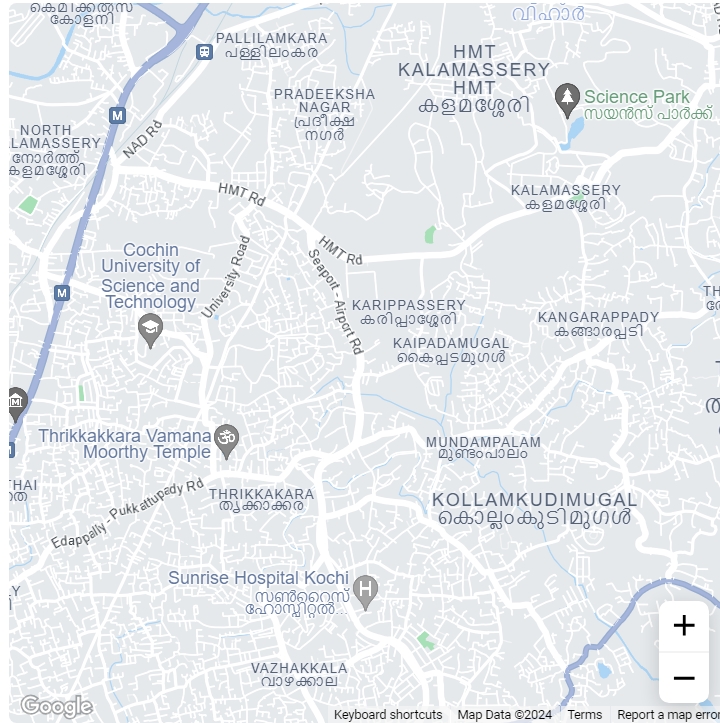 കെമിക്കൽസ്
കോളനി
വിഹാർ
PALLILAMKARA
പള്ളിലംകര
HMT
KALAMASSERY
HMT
കളമശ്ശേരി
PRADEEKSHA
NAGAR
പ്രദീക്ഷ
നഗർ
Science Park
സയൻസ് പാർക്ക്
M
NAD Rd
NORTH
LAMASSERY
നോർത്ത്
കളമശ്ശേരി
KALAMASSERY
കളമശ്ശേരി
HMT Rd
HMT Rd
Cochin
University of
Science and
Technology
University Road
Seaport - Airport Rd
M
KARIPPASSERY
കരിപ്പാശ്ശേരി
KANGARAPPADY
കങ്ങാരപ്പടി
TH
KAIPADAMUGAL
കൈപ്പടമുഗൾ
Thrikkakkara Vamana
Moorthy Temple
MUNDAMPALAM
മുണ്ടംപാലം
THAI
THRIKKAKARA
തൃക്കാക്കര
KOLLAMKUDIMUGAL
കൊല്ലംകുടിമുഗൾ
Edappally - Pukkattupady Rd
Sunrise Hospital Kochi
സൺറൈസ്
ഹോസ്പിറ്റൽ...
H
Y
VAZHAKKALA
വാഴക്കാല
+
−
Google
Keyboard shortcuts Map Data ©2024 Terms Report a map error